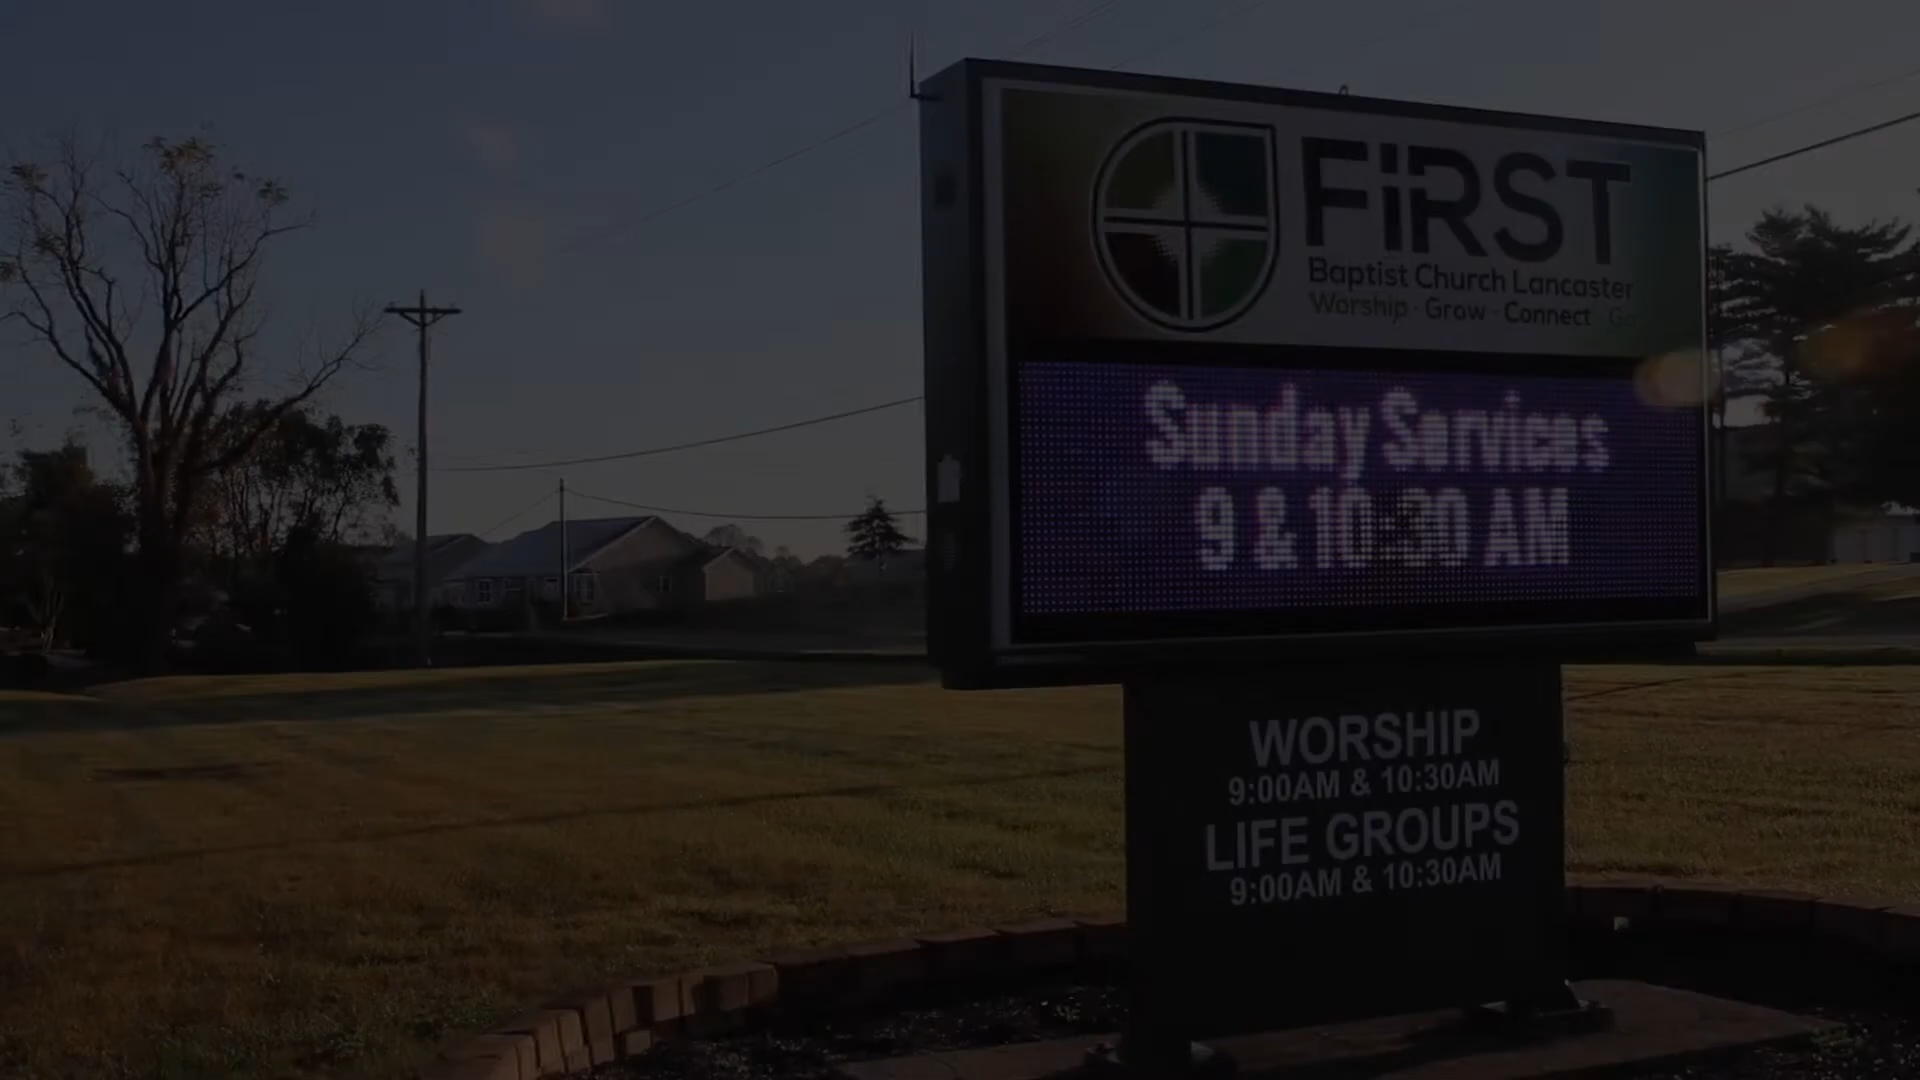 FiRST
Baptist Church Lancaster
Worship · Grow · Connect · Go
Sunday Services
9 & 10:30 AM
WORSHIP
9:00AM & 10:30AM
LIFE GROUPS
9:00AM & 10:30AM